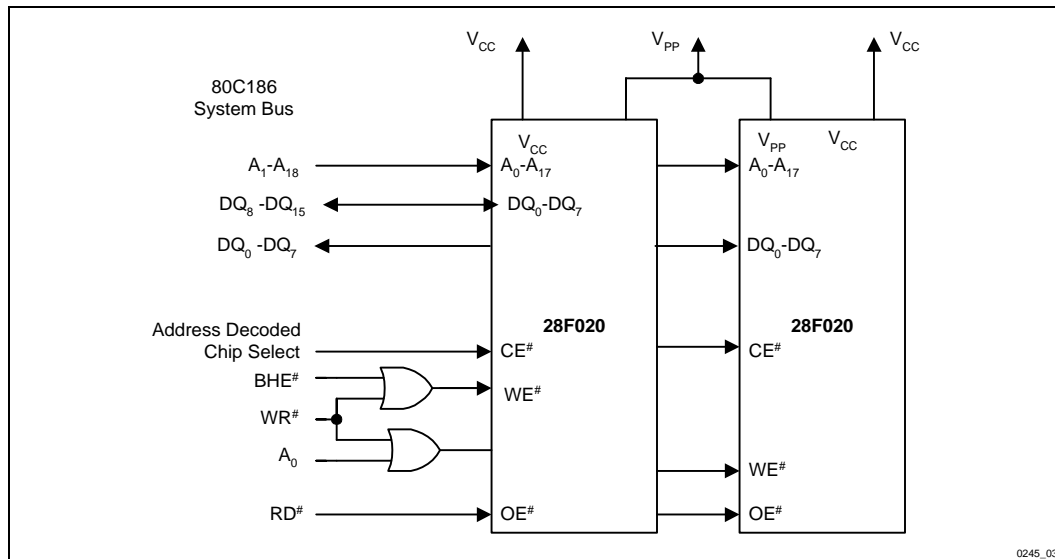 V_CC V_PP V_CC
80C186
System Bus
V_CC V_PP V_CC
A_1-A_18 A_0-A_17 A_0-A_17
DQ_8 -DQ_15 DQ_0-DQ_7
DQ_0 -DQ_7 DQ_0-DQ_7
28F020 28F020
Address Decoded
Chip Select CE# CE#
BHE# WE#
WR#
A_0 WE#
RD# OE# OE#
0245_03